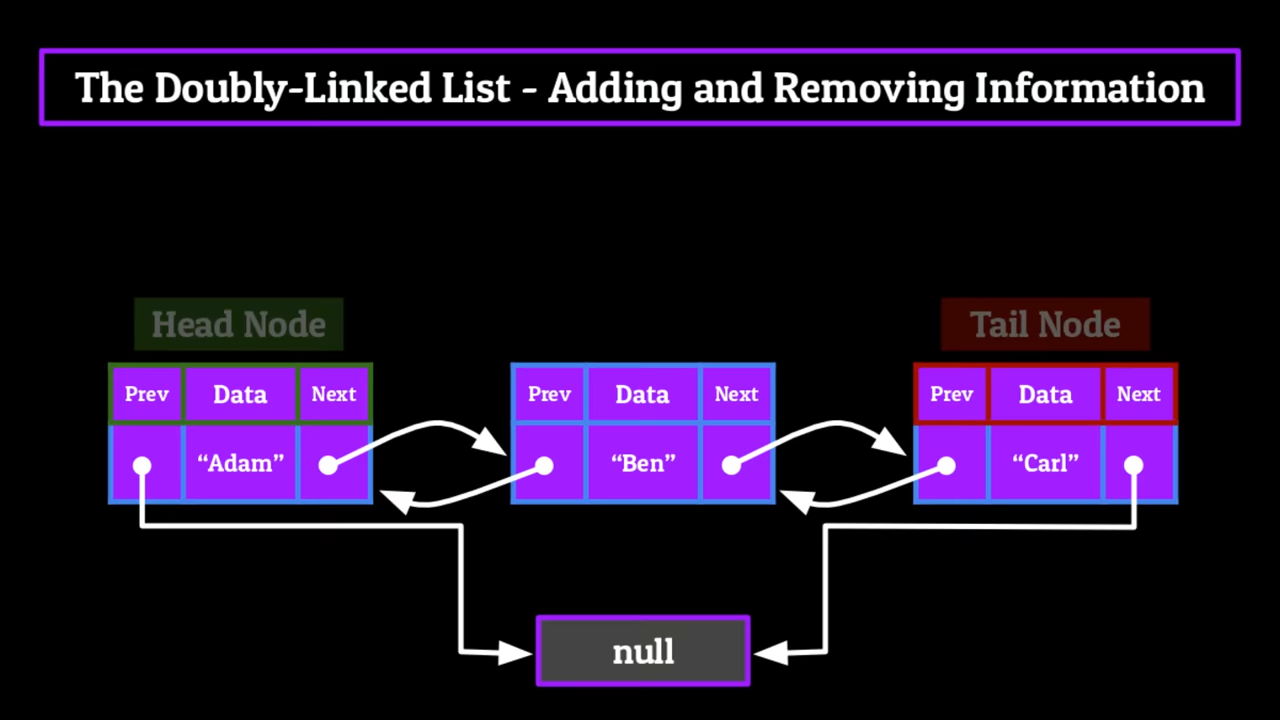 The Doubly-Linked List - Adding and Removing Information
Head Node
Tail Node
Prev Data Next
Prev Data Next
Prev Data Next
“Adam”
“Ben”
“Carl”
null